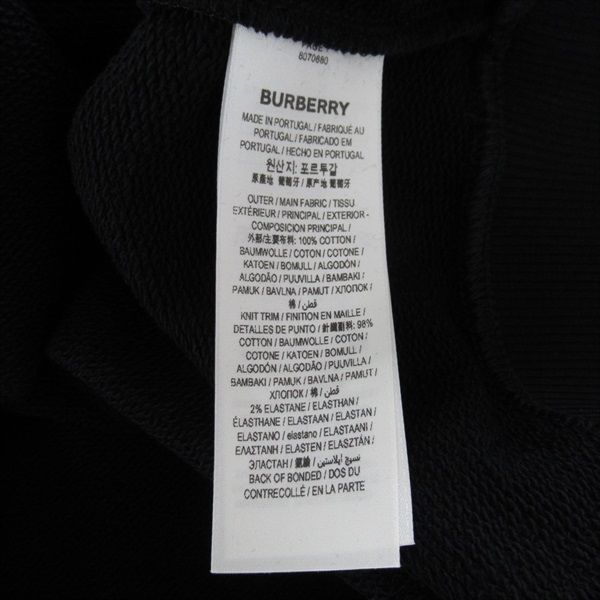 PAGE 1
8070880
BURBERRY
MADE IN PORTUGAL / FABRIQUÉ AU
PORTUGAL / FABRICADO EM
PORTUGAL / HECHO EN PORTUGAL
원산지: 포르투갈
原産地 葡萄牙 / 原产地 葡萄牙
OUTER / MAIN FABRIC / TISSU
EXTÉRIEUR / PRINCIPAL / EXTERIOR -
COMPOSICION PRINCIPAL /
外部/主要布料: 100% COTTON /
BAUMWOLLE / COTON / COTONE /
KATOEN / BOMULL / ALGODÓN /
ALGODÃO / PUUVILLA / BAMBAKI /
PAMUK / BAVLNA / PAMUT / ХЛОПОК /
棉 / قطن /
KNIT TRIM / FINITION EN MAILLE /
DETALLES DE PUNTO / 針織副料: 98%
COTTON / BAUMWOLLE / COTON /
COTONE / KATOEN / BOMULL /
ALGODÓN / ALGODÃO / PUUVILLA /
BAMBAKI / PAMUK / BAVLNA / PAMUT /
ХЛОПОК / 棉 / قطن /
2% ELASTANE / ELASTHAN /
ÉLASTHANE / ELASTAAN / ELASTAN /
ELASTANO / elastano / ELASTAANI /
ΕΛΑΣΤΑΝΗ / ELASTEN / ELASZTÁN /
ЭЛАСТАН / / نسيج إيلاستين /
BACK OF BONDED / DOS DU
CONTRECOLLÉ / EN LA PARTE